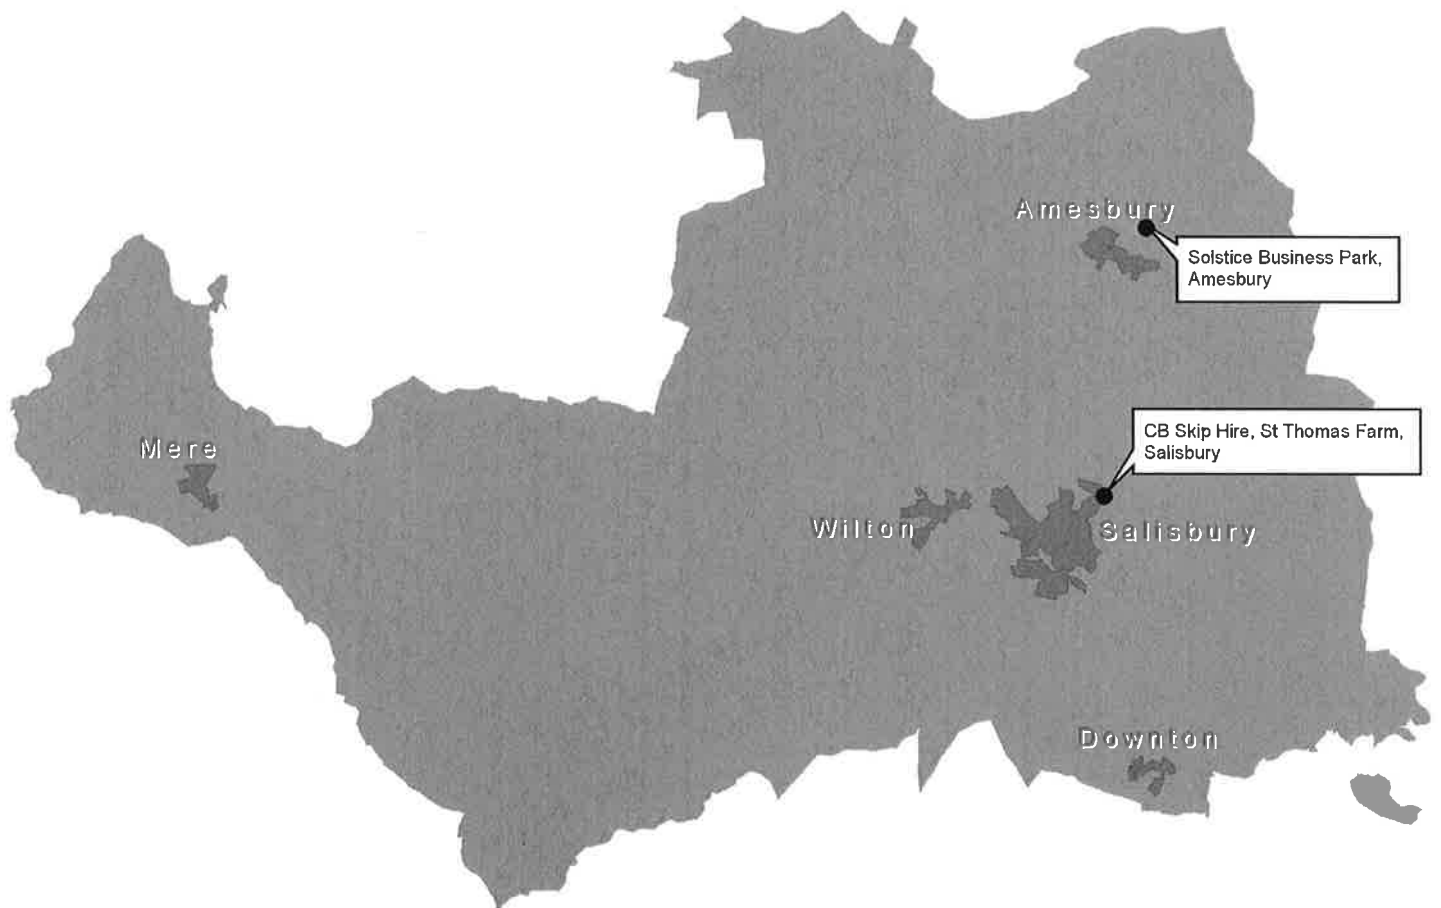 Amesbury
Solstice Business Park,
Amesbury
CB Skip Hire, St Thomas Farm,
Salisbury
Mere
Wilton
Salisbury
Downton